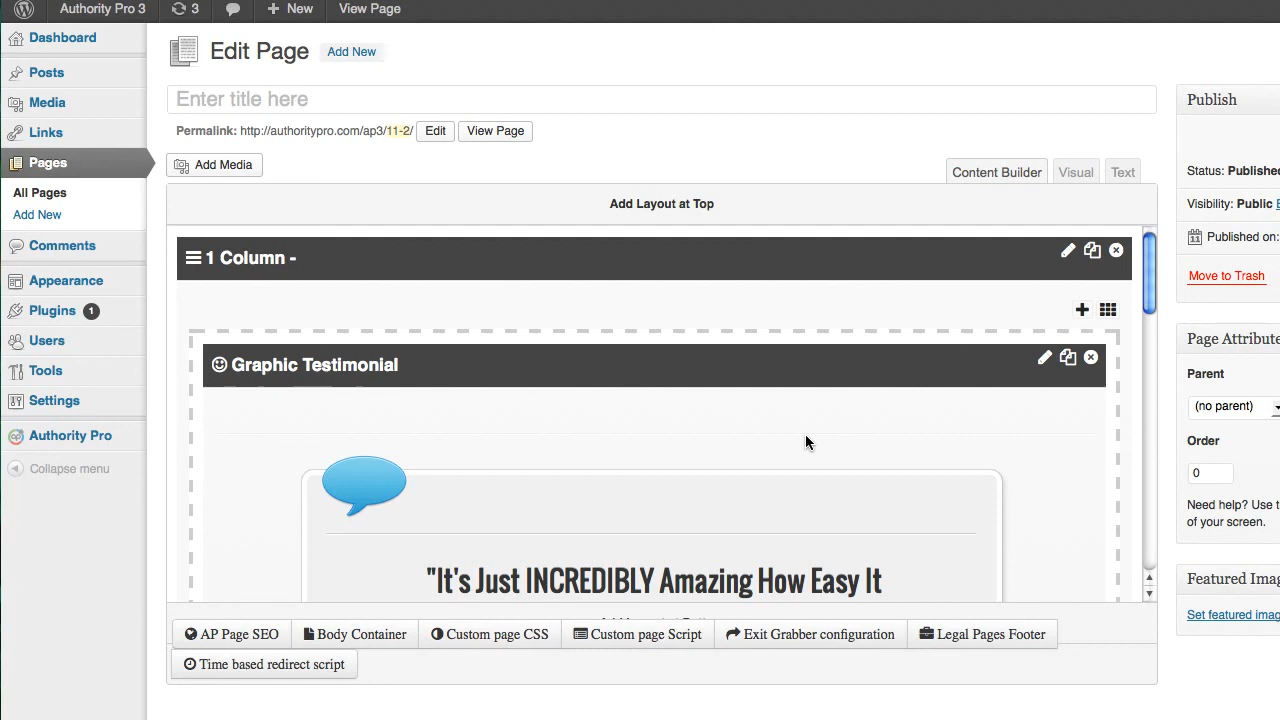 Authority Pro 3
3
New
View Page
Dashboard
Posts
Media
Links
Pages
All Pages
Add New
Comments
Appearance
Plugins 1
Users
Tools
Settings
Authority Pro
Collapse menu
Edit Page
Add New
Enter title here
Permalink: http://authoritypro.com/ap3/11-2/
Edit
View Page
Add Media
Content Builder
Visual
Text
Add Layout at Top
1 Column -
Graphic Testimonial
"It's Just INCREDIBLY Amazing How Easy It
AP Page SEO
Body Container
Custom page CSS
Custom page Script
Exit Grabber configuration
Legal Pages Footer
Time based redirect script
Publish
Status: Published
Visibility: Public
11
Published on:
Move to Trash
Page Attribute
Parent
(no parent)
Order
0
Need help? Use t
of your screen.
Featured Imag
Set featured imag